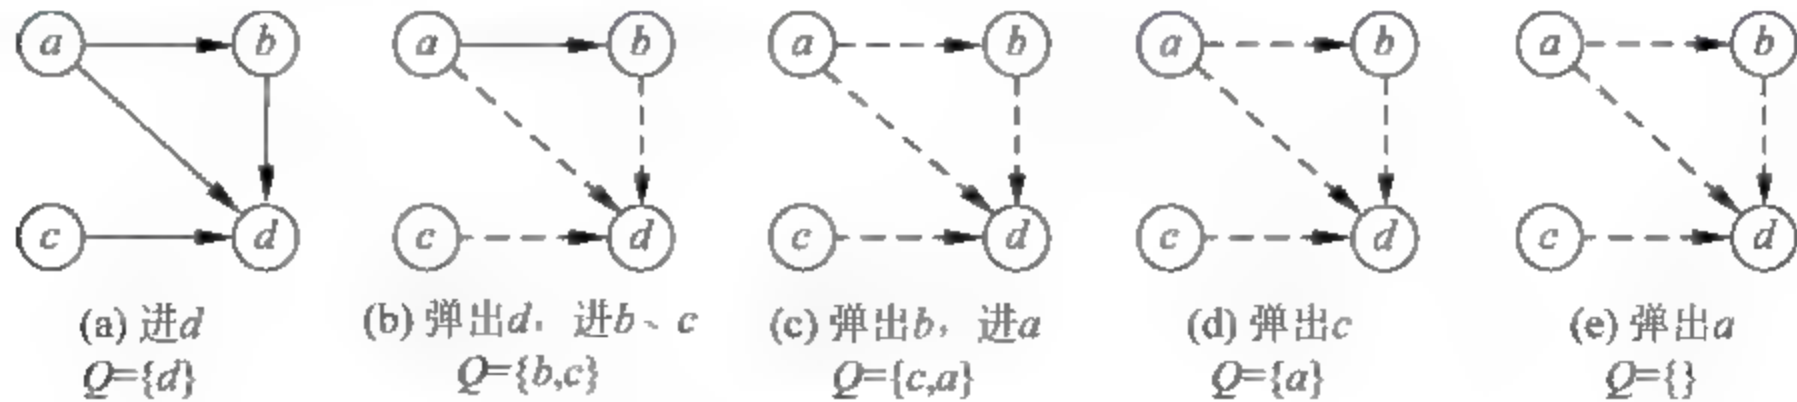 a b a b a b a b a b
c d c d c d c d c d
(a) 进d (b) 弹出d，进b、c (c) 弹出b，进a (d) 弹出c (e) 弹出a
Q={d} Q={b,c} Q={c,a} Q={a} Q={}